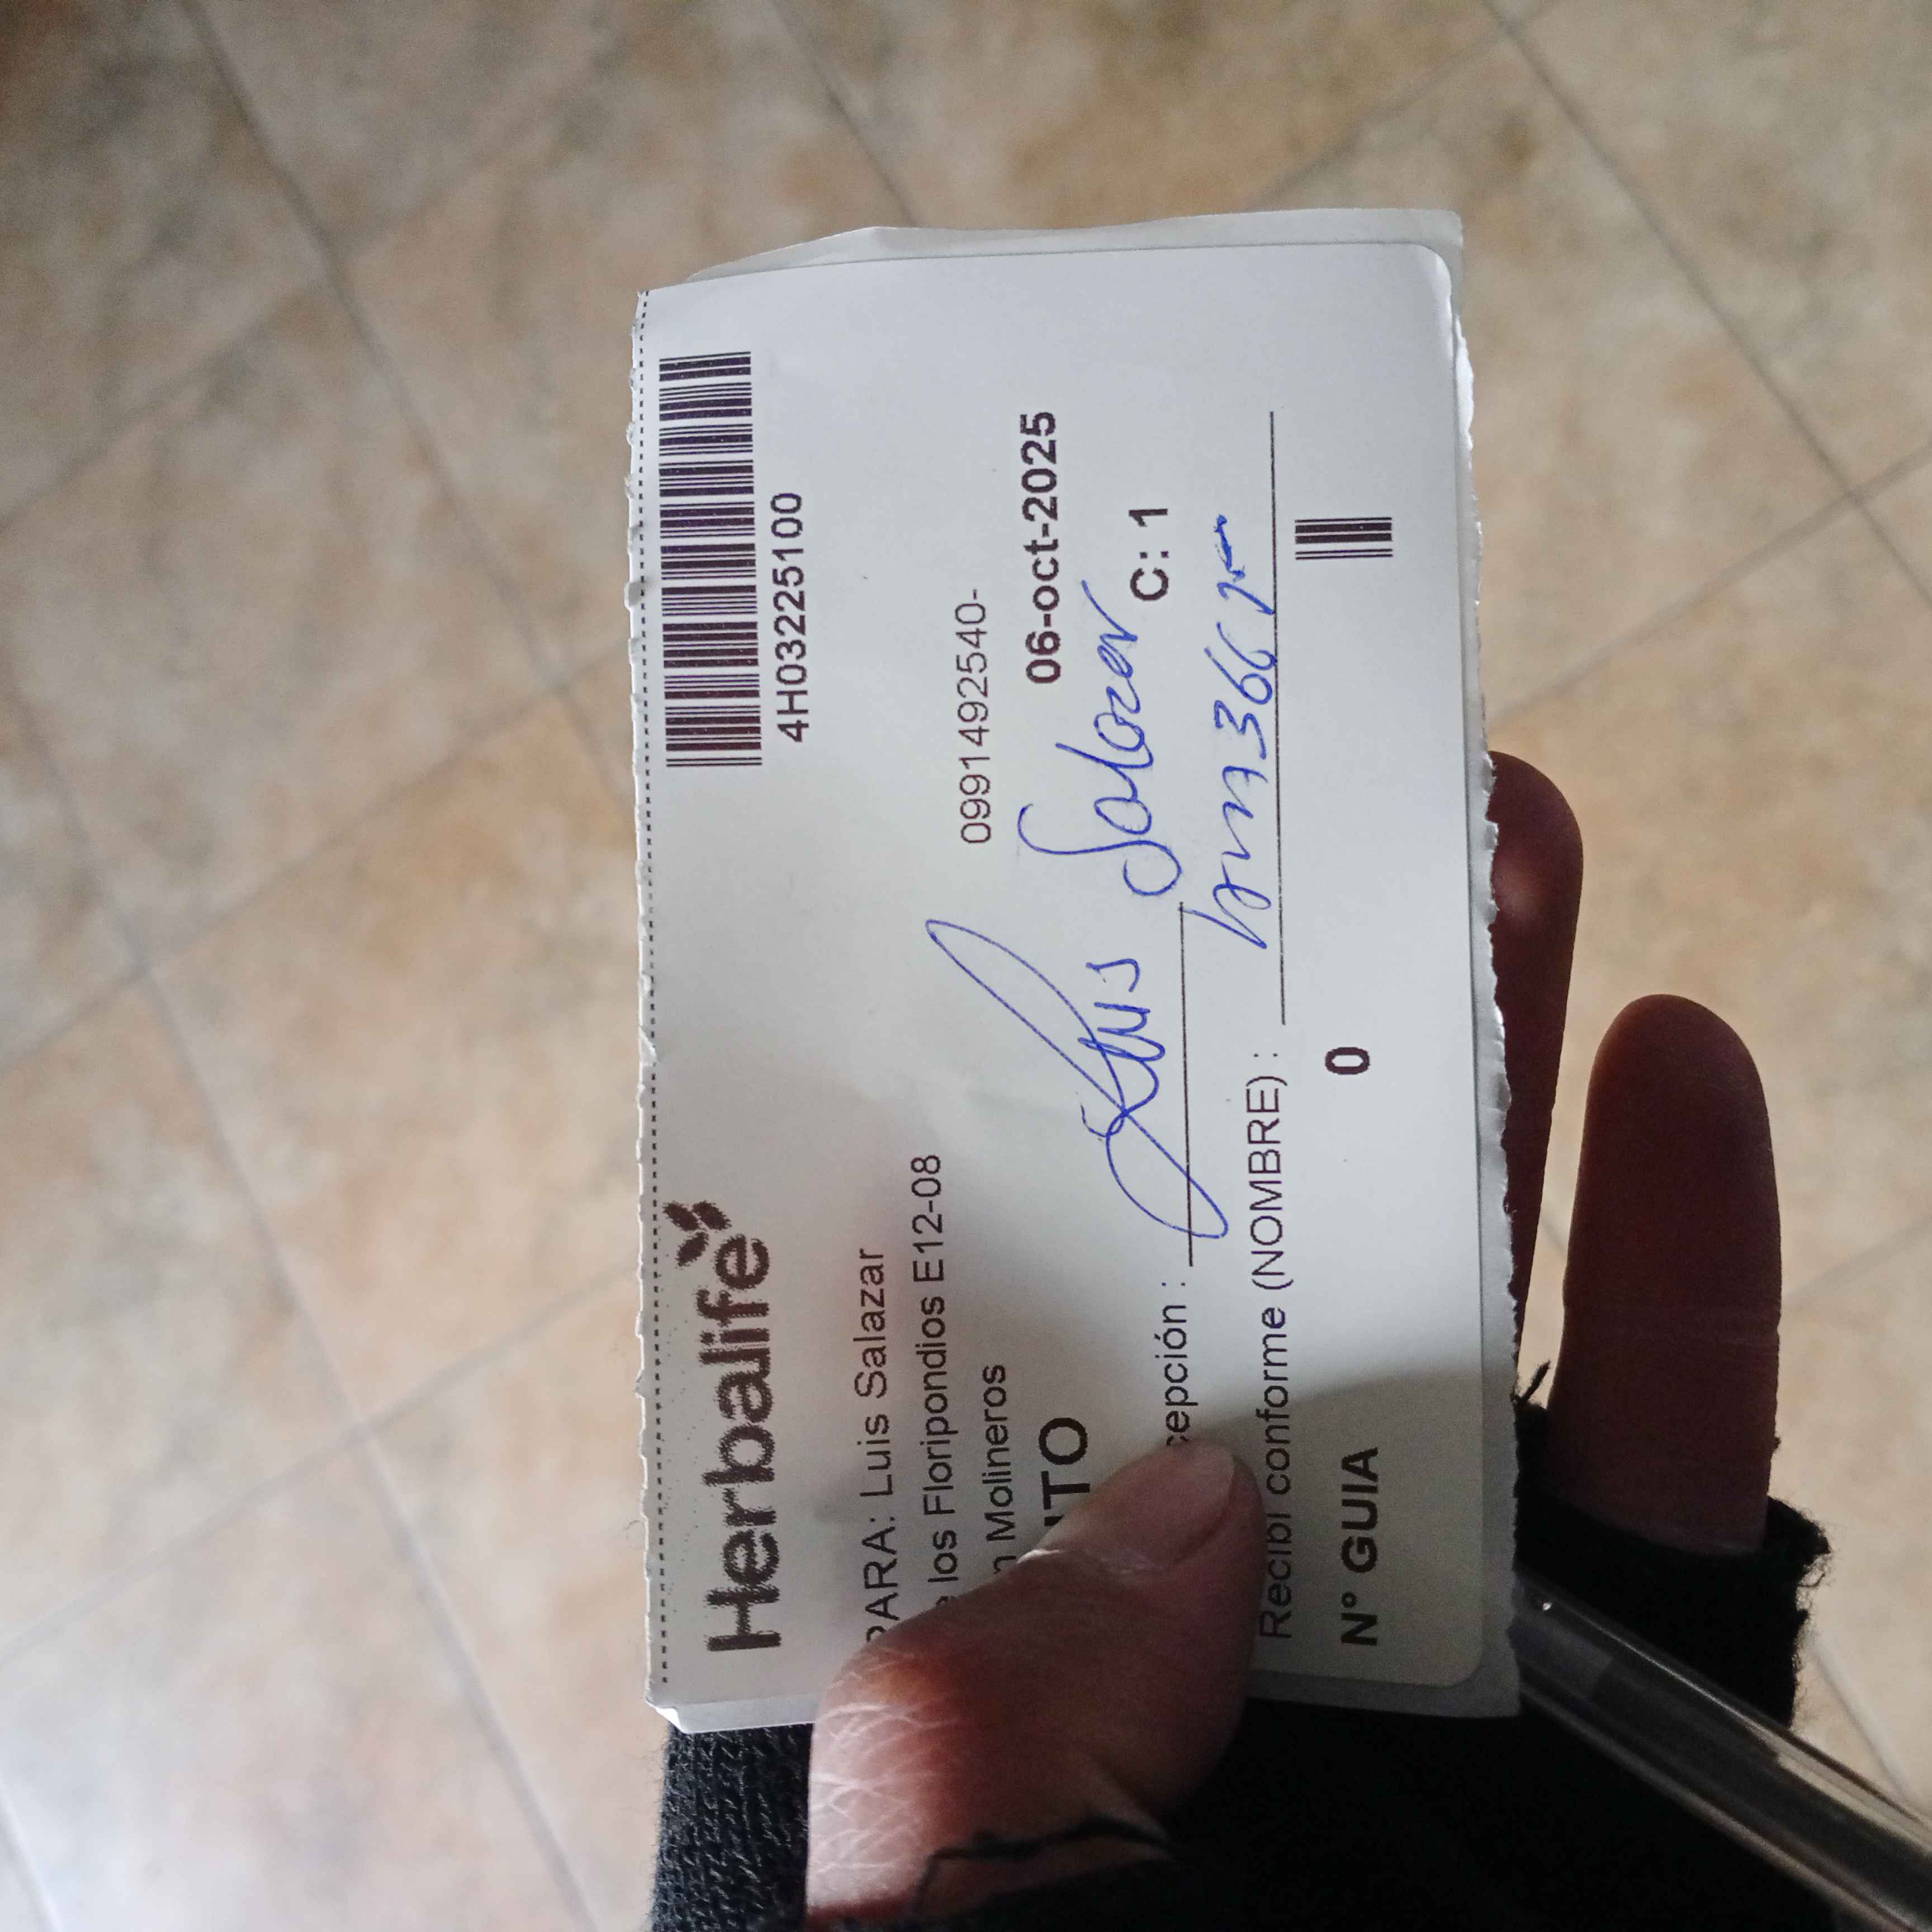 Herbalife
4H03225100
PARA: Luis Salazar
los Floripondios E12-08
Molineros
0991492540-
06-oct-2025
C: 1
cepción :
Luis Salazar
Recibí conforme (NOMBRE) :
N° GUIA
0